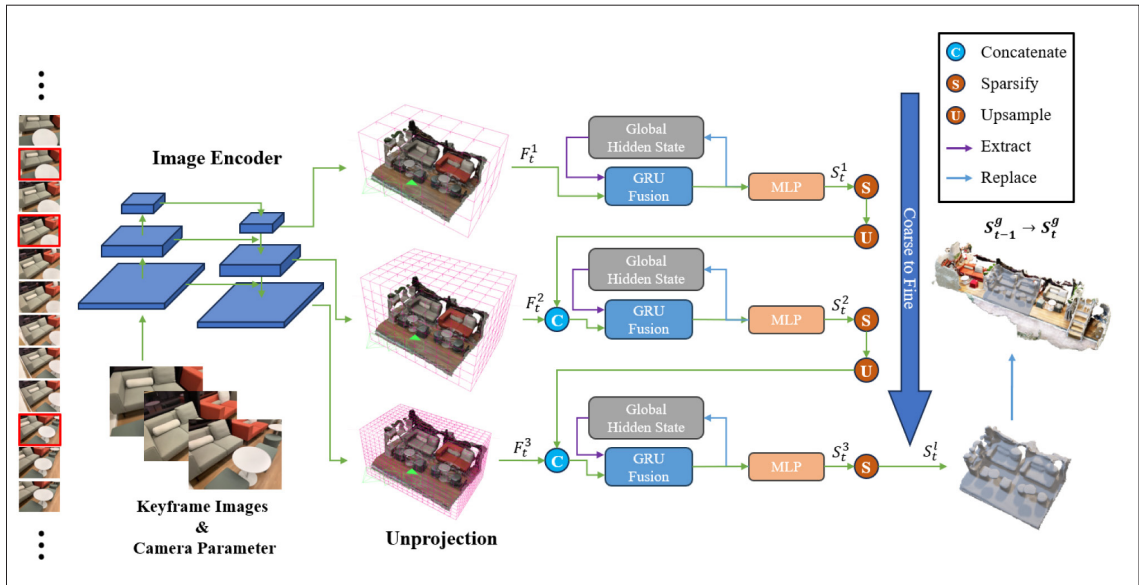 Image Encoder
Keyframe Images
&
Camera Parameter
Unprojection
F_t^1
Global
Hidden State
GRU
Fusion
MLP
S_t^1
S
U
F_t^2
C
Global
Hidden State
GRU
Fusion
MLP
S_t^2
S
U
F_t^3
C
Global
Hidden State
GRU
Fusion
MLP
S_t^3
S
S_t^l
Coarse to Fine
C Concatenate
S Sparsify
U Upsample
Extract
Replace
S_{t-1}^g → S_t^g